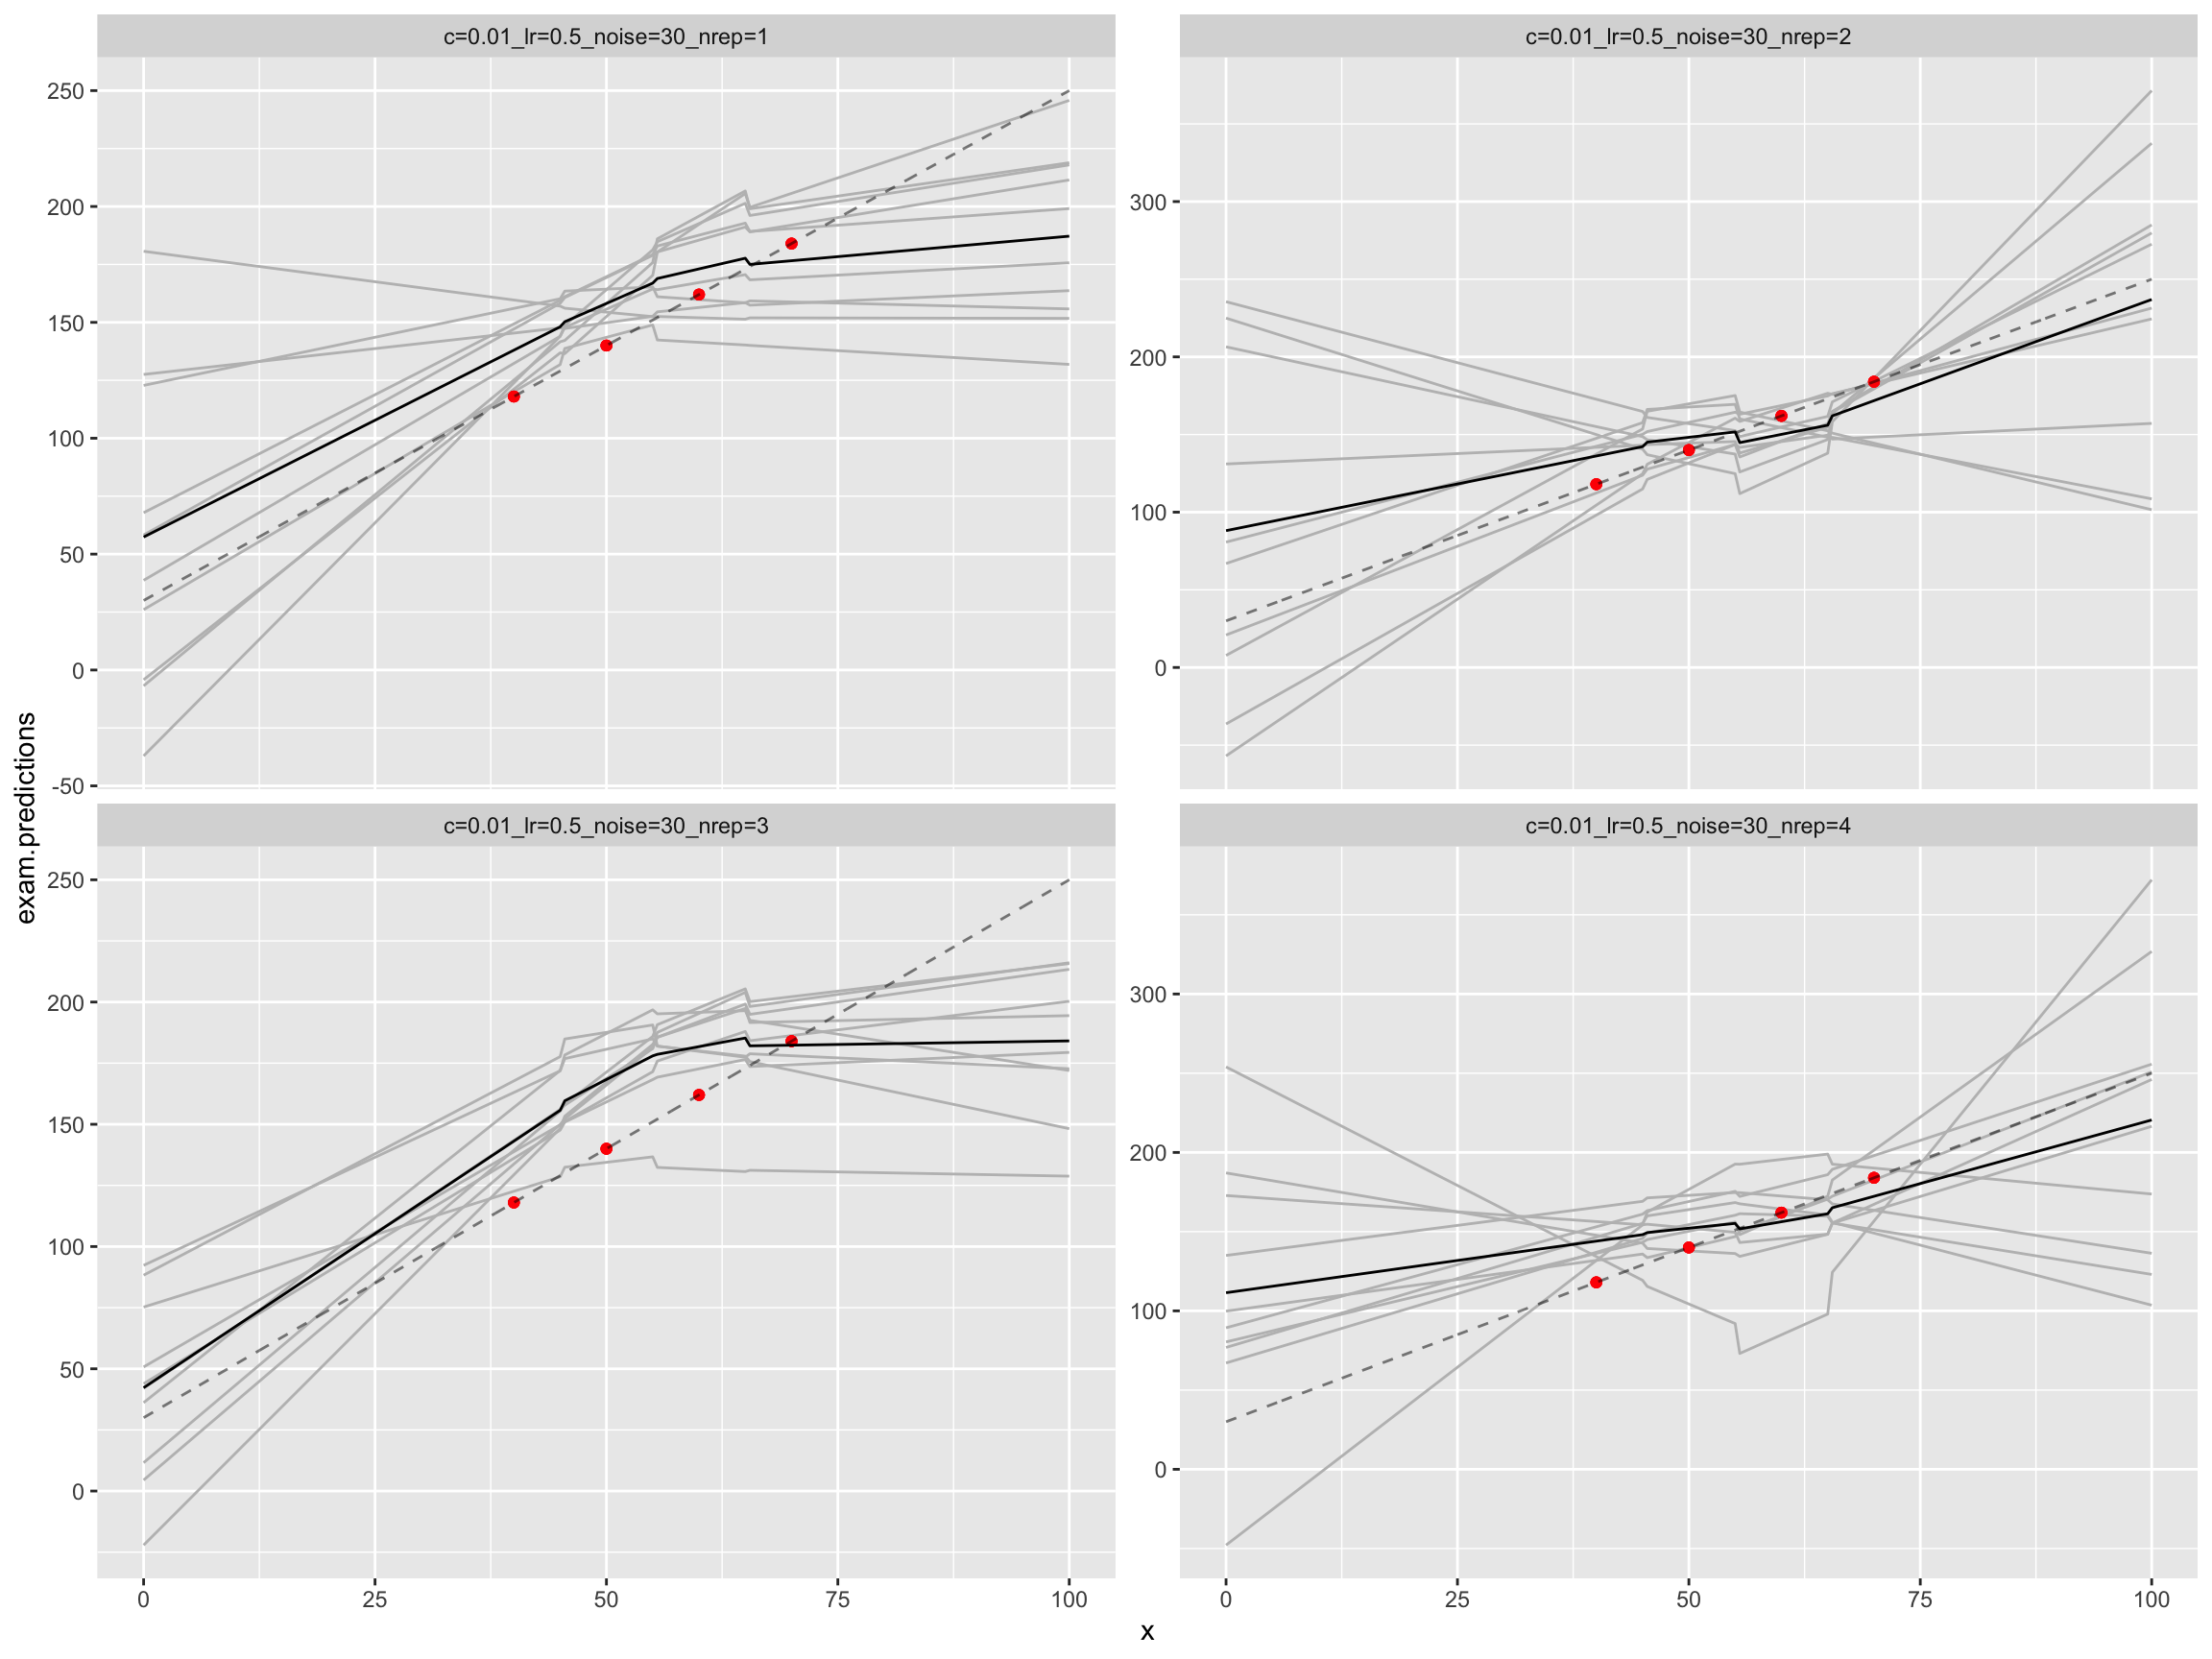 c=0.01_lr=0.5_noise=30_nrep=1
c=0.01_lr=0.5_noise=30_nrep=2
250
200
150
100
50
0
-50
300
200
100
0
exam.predictions
c=0.01_lr=0.5_noise=30_nrep=3
c=0.01_lr=0.5_noise=30_nrep=4
250
200
150
100
50
0
300
200
100
0
0 25 50 75 100
0 25 50 75 100
x